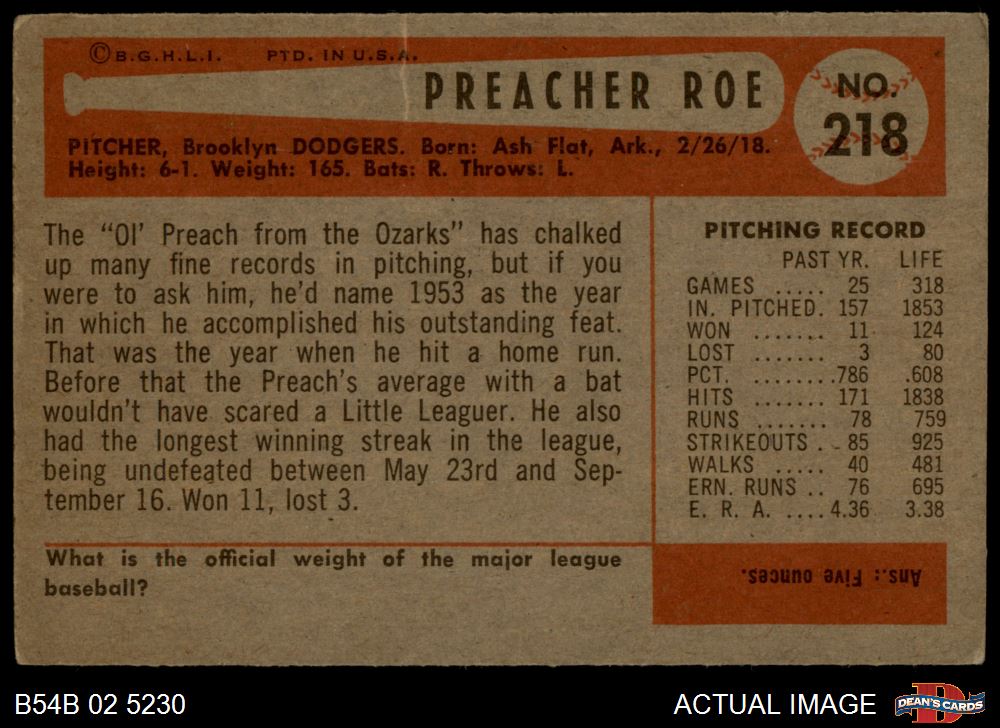 ©B.G.H.L.I. PTD. IN U.S.A.
PREACHER ROE
NO.
218
PITCHER, Brooklyn DODGERS. Born: Ash Flat, Ark., 2/26/18.
Height: 6-1. Weight: 165. Bats: R. Throws: L.
The “Ol’ Preach from the Ozarks” has chalked
up many fine records in pitching, but if you
were to ask him, he’d name 1953 as the year
in which he accomplished his outstanding feat.
That was the year when he hit a home run.
Before that the Preach’s average with a bat
wouldn’t have scared a Little Leaguer. He also
had the longest winning streak in the league,
being undefeated between May 23rd and Sep-
tember 16. Won 11, lost 3.
PITCHING RECORD
PAST YR. LIFE
GAMES ..... 25 318
IN. PITCHED. 157 1853
WON ....... 11 124
LOST ....... 3 80
PCT. ........786 .608
HITS ....... 171 1838
RUNS ....... 78 759
STRIKEOUTS .. 85 925
WALKS ..... 40 481
ERN. RUNS .. 76 695
E. R. A. ....4.36 3.38
What is the official weight of the major league
baseball?
Ans.: Five ounces.
B54B 02 5230
ACTUAL IMAGE
D
DEAN'S CARDS